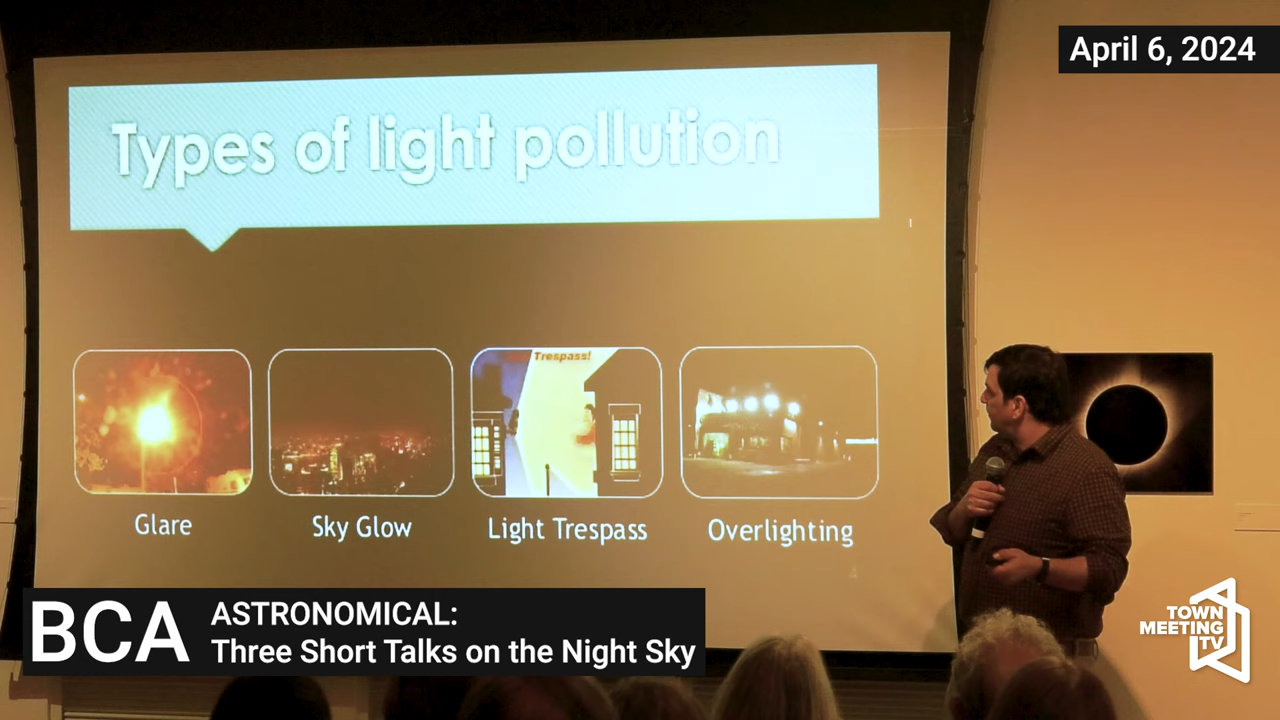 April 6, 2024
Types of light pollution
Trespass!
Glare
Sky Glow
Light Trespass
Overlighting
BCA
ASTRONOMICAL:
Three Short Talks on the Night Sky
TOWN
MEETING
TV